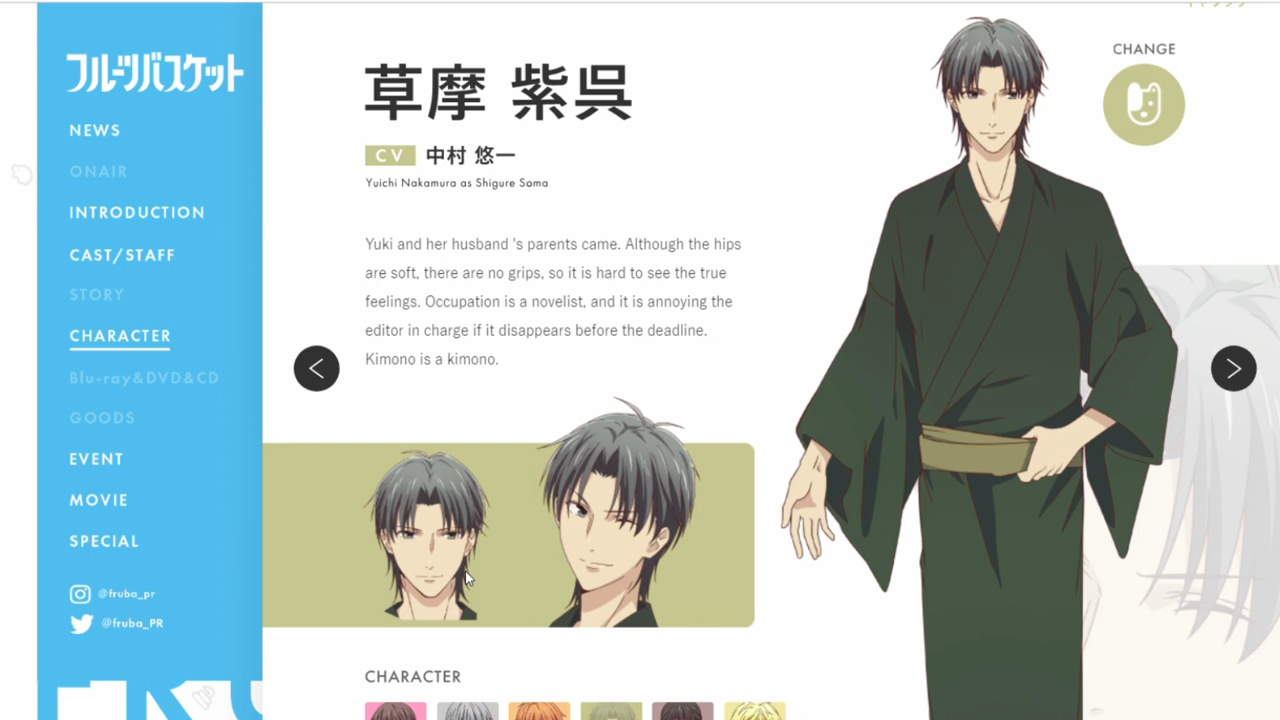 フルーツバスケット
NEWS
ONAIR
INTRODUCTION
CAST/STAFF
STORY
CHARACTER
Blu-ray&DVD&CD
GOODS
EVENT
MOVIE
SPECIAL
@fruba_pr
@fruba_PR
草摩 紫呉
CV 中村 悠一
Yuichi Nakamura as Shigure Soma
Yuki and her husband 's parents came. Although the hips
are soft, there are no grips, so it is hard to see the true
feelings. Occupation is a novelist, and it is annoying the
editor in charge if it disappears before the deadline.
Kimono is a kimono.
CHANGE
CHARACTER